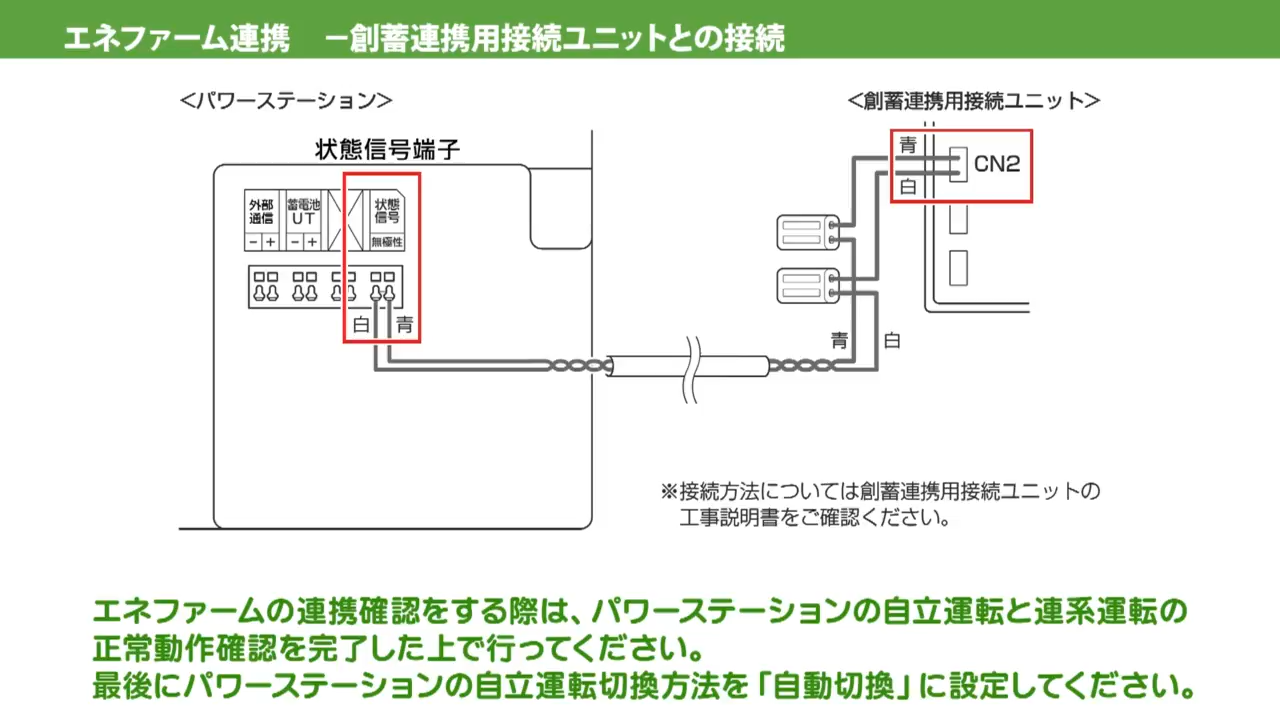 エネファーム連携　－創蓄連携用接続ユニットとの接続
＜パワーステーション＞
＜創蓄連携用接続ユニット＞
状態信号端子
青
CN2
白
外部
通信
蓄電池
UT
状態
信号
－ ＋
－ ＋
無極性
白 青
青 白
※接続方法については創蓄連携用接続ユニットの
工事説明書をご確認ください。
エネファームの連携確認をする際は、パワーステーションの自立運転と連系運転の
正常動作確認を完了した上で行ってください。
最後にパワーステーションの自立運転切換方法を「自動切換」に設定してください。